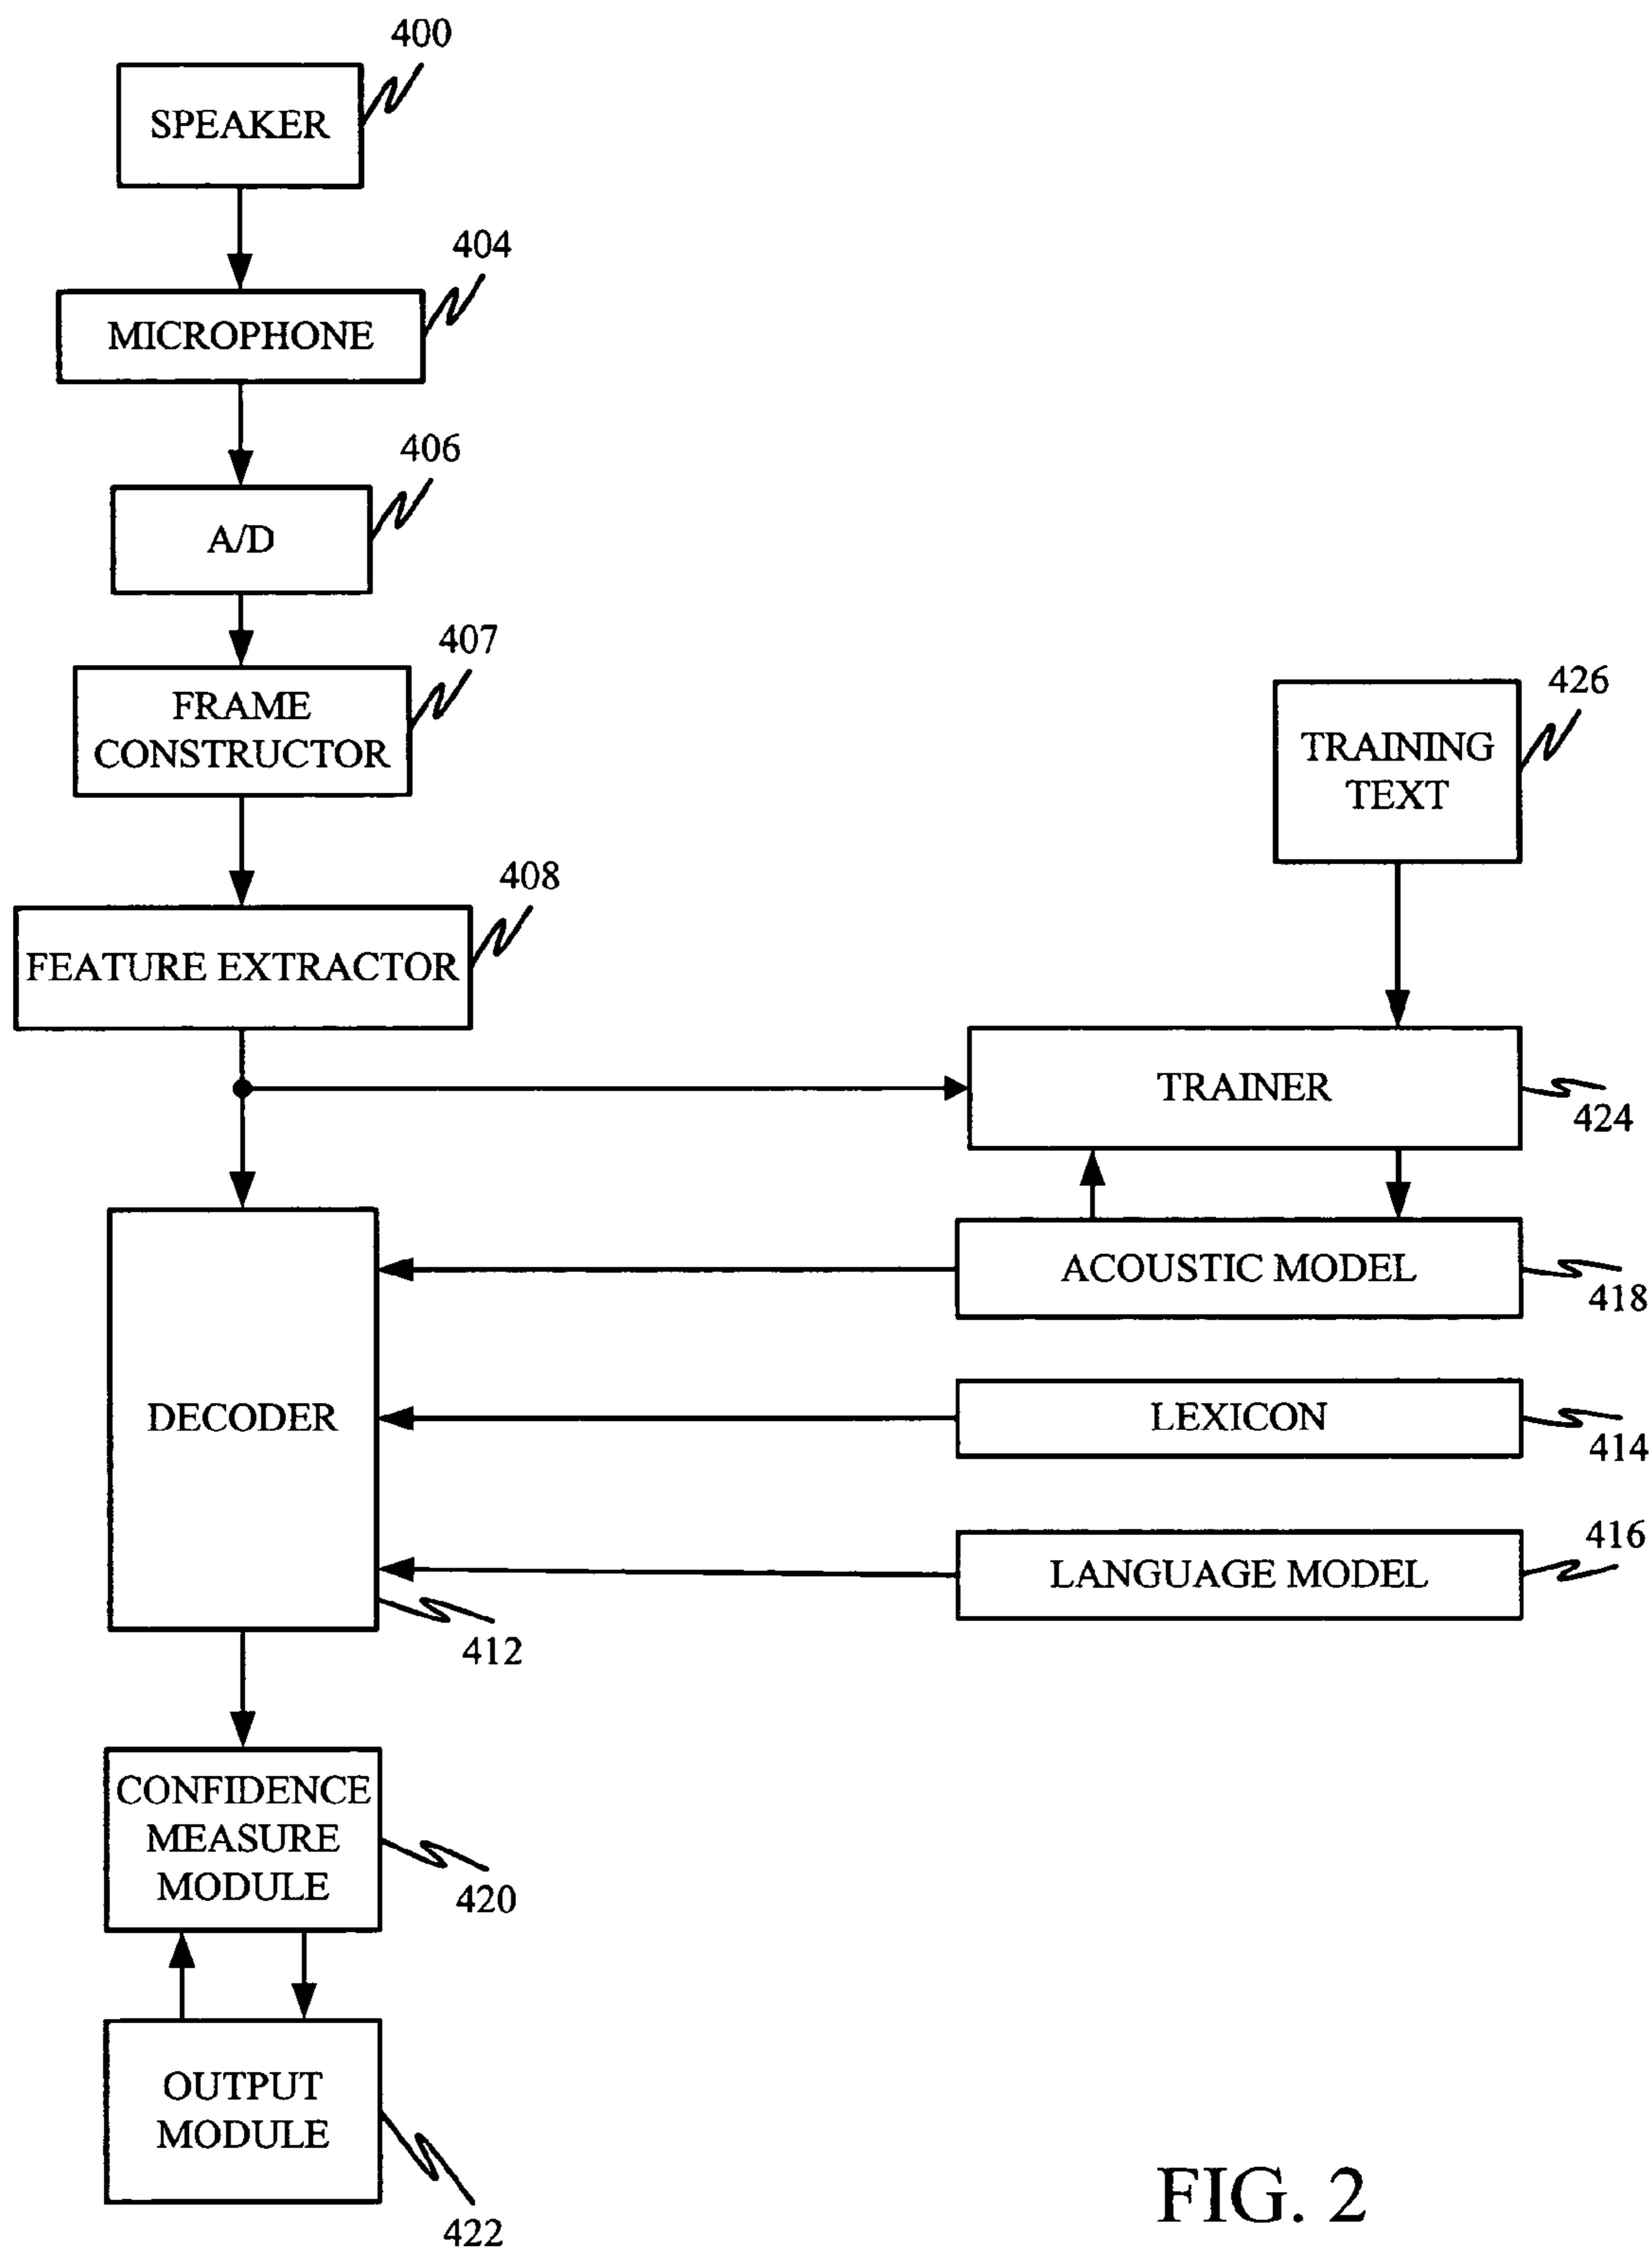 400
SPEAKER
404
MICROPHONE
406
A/D
407
FRAME
CONSTRUCTOR
426
TRAINING
TEXT
408
FEATURE EXTRACTOR
TRAINER
424
ACOUSTIC MODEL
418
DECODER
LEXICON
414
416
LANGUAGE MODEL
412
CONFIDENCE
MEASURE
MODULE
420
OUTPUT
MODULE
422
FIG. 2